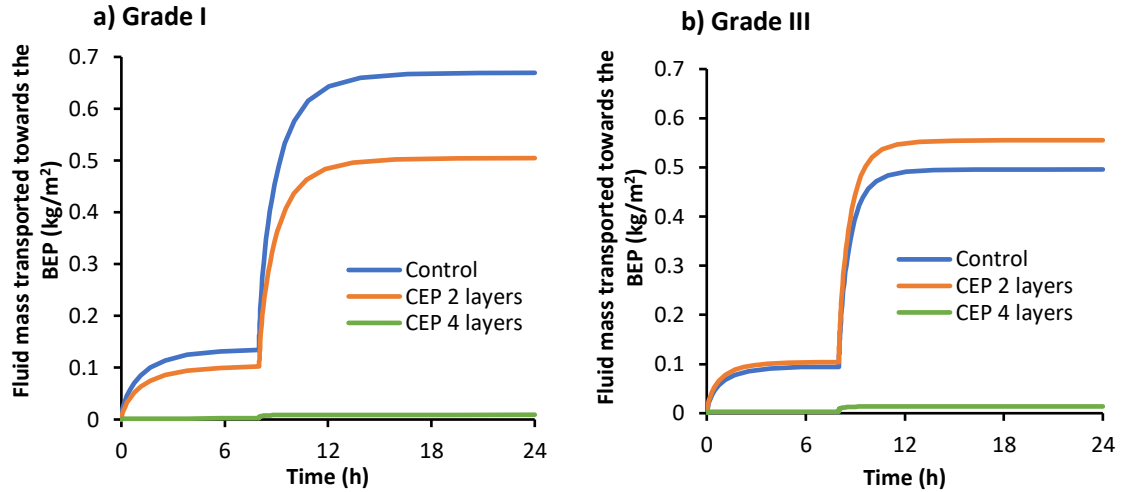 a) Grade I
Fluid mass transported towards the
BEP (kg/m²)
0.7
0.6
0.5
0.4
0.3
0.2
0.1
0
Control
CEP 2 layers
CEP 4 layers
0 6 12 18 24
Time (h)
b) Grade III
Fluid mass transported towards the
BEP (kg/m²)
0.7
0.6
0.5
0.4
0.3
0.2
0.1
0
Control
CEP 2 layers
CEP 4 layers
0 6 12 18 24
Time (h)